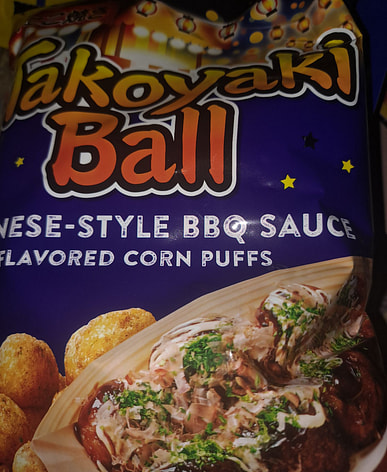 Takoyaki
Ball
NESE-STYLE BBQ SAUCE
FLAVORED CORN PUFFS